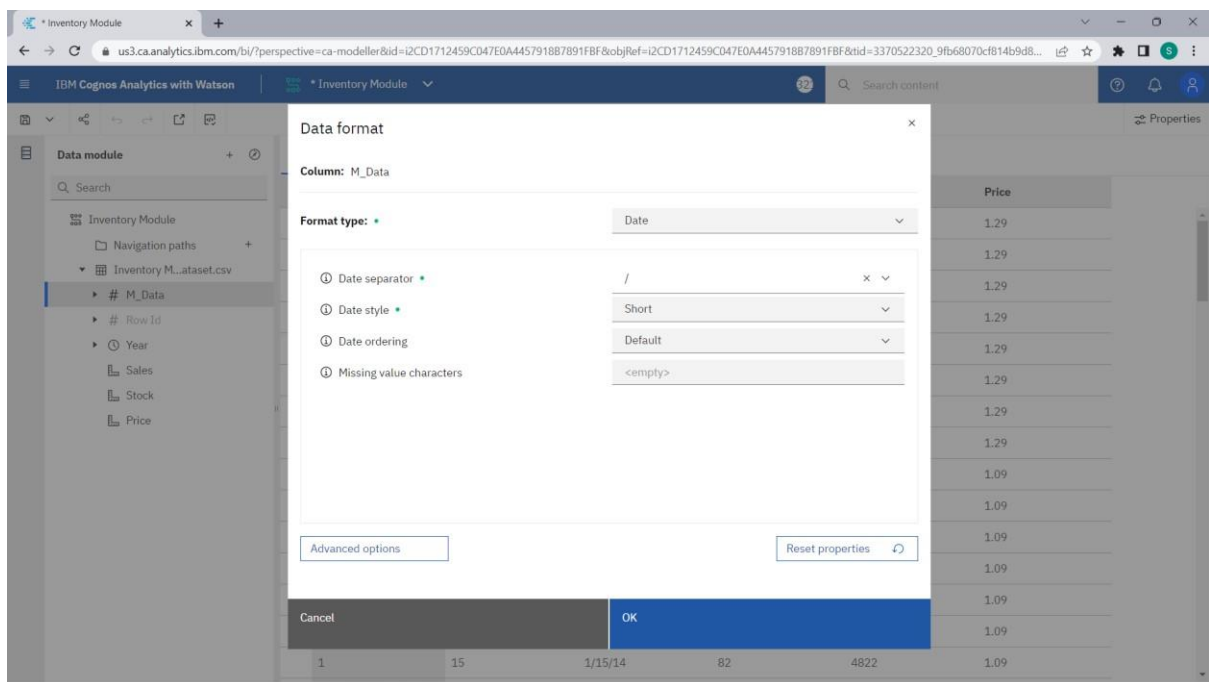 * Inventory Module
us3.ca.analytics.ibm.com/bi/?perspective=ca-modeller&id=i2CD1712459C047E0A445791887891FBF&objRef=i2CD1712459C047E0A4457918B7891FBF&tid=3370522320_9fb68070cf814b9d8...
S
IBM Cognos Analytics with Watson
* Inventory Module
Search content
Properties
Data module
Search
Inventory Module
Navigation paths
Inventory M...ataset.csv
# M_Data
# Row Id
Year
Sales
Stock
Price
Data format
Column: M_Data
Format type:
Date
Date separator
/
Date style
Short
Date ordering
Default
Missing value characters
<empty>
Advanced options
Reset properties
Cancel
OK
Price
1.29
1.29
1.29
1.29
1.29
1.29
1.29
1.29
1.09
1.09
1.09
1.09
1.09
1.09
1 15 1/15/14 82 4822 1.09